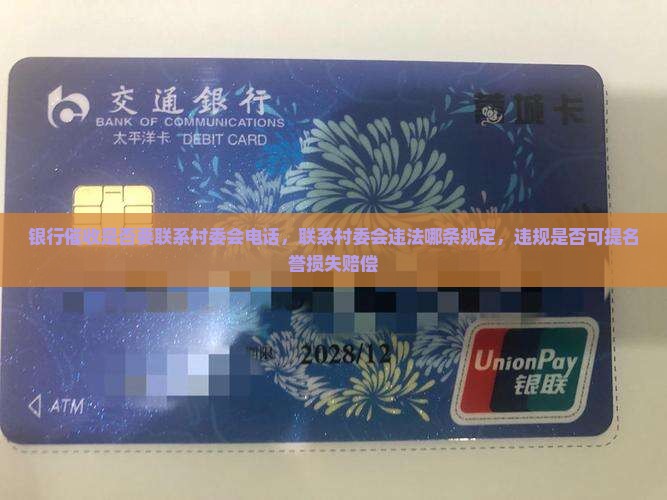 交通銀行
BANK OF COMMUNICATIONS
太平洋卡 DEBIT CARD
银行催收是否要联系村委会电话，联系村委会违法哪条规定，违规是否可提名
誉损失赔偿
2028/12
UnionPay
银联
ATM